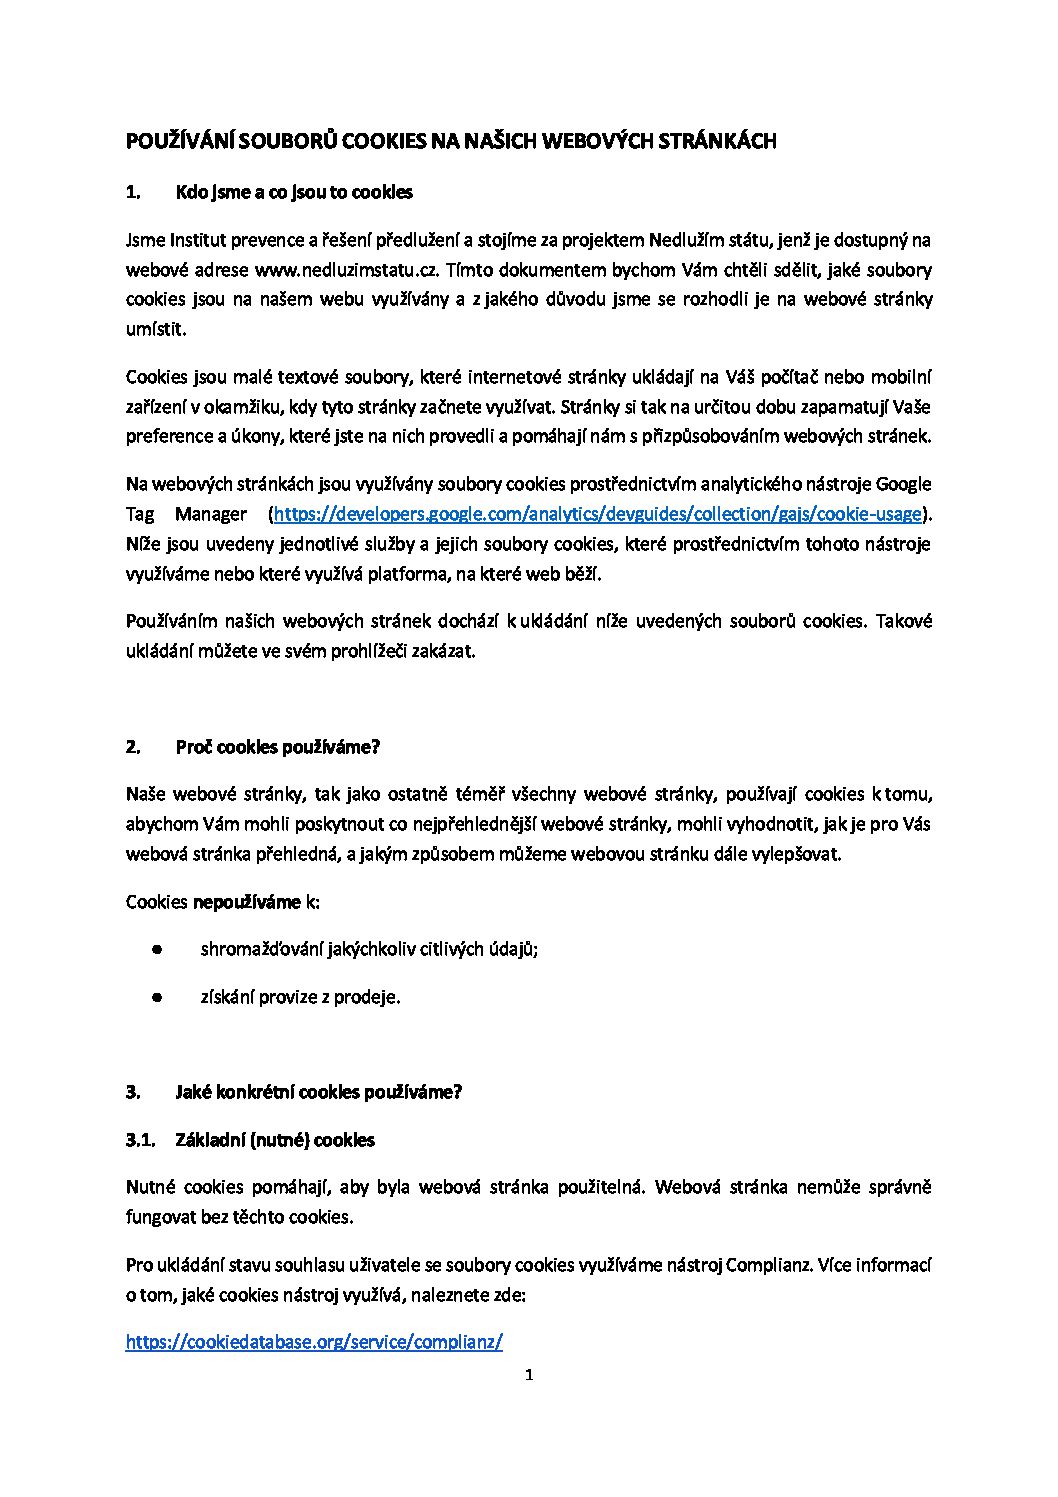 POUŽÍVÁNÍ SOUBORŮ COOKIES NA NAŠICH WEBOVÝCH STRÁNKÁCH
1. Kdo jsme a co jsou to cookies
Jsme Institut prevence a řešení předlužení a stojíme za projektem Nedlužím státu, jenž je dostupný na
webové adrese www.nedluzimstatu.cz. Tímto dokumentem bychom Vám chtěli sdělit, jaké soubory
cookies jsou na našem webu využívány a z jakého důvodu jsme se rozhodli je na webové stránky
umístit.
Cookies jsou malé textové soubory, které internetové stránky ukládají na Váš počítač nebo mobilní
zařízení v okamžiku, kdy tyto stránky začnete využívat. Stránky si tak na určitou dobu zapamatují Vaše
preference a úkony, které jste na nich provedli a pomáhají nám s přizpůsobováním webových stránek.
Na webových stránkách jsou využívány soubory cookies prostřednictvím analytického nástroje Google
Tag Manager (https://developers.google.com/analytics/devguides/collection/gajs/cookie-usage).
Níže jsou uvedeny jednotlivé služby a jejich soubory cookies, které prostřednictvím tohoto nástroje
využíváme nebo které využívá platforma, na které web běží.
Používáním našich webových stránek dochází k ukládání níže uvedených souborů cookies. Takové
ukládání můžete ve svém prohlížeči zakázat.
2. Proč cookies používáme?
Naše webové stránky, tak jako ostatně téměř všechny webové stránky, používají cookies k tomu,
abychom Vám mohli poskytnout co nejpřehlednější webové stránky, mohli vyhodnotit, jak je pro Vás
webová stránka přehledná, a jakým způsobem můžeme webovou stránku dále vylepšovat.
Cookies nepoužíváme k:
● shromažďování jakýchkoliv citlivých údajů;
● získání provize z prodeje.
3. Jaké konkrétní cookies používáme?
3.1. Základní (nutné) cookies
Nutné cookies pomáhají, aby byla webová stránka použitelná. Webová stránka nemůže správně
fungovat bez těchto cookies.
Pro ukládání stavu souhlasu uživatele se soubory cookies využíváme nástroj Complianz. Více informací
o tom, jaké cookies nástroj využívá, naleznete zde:
https://cookiedatabase.org/service/complianz/
1